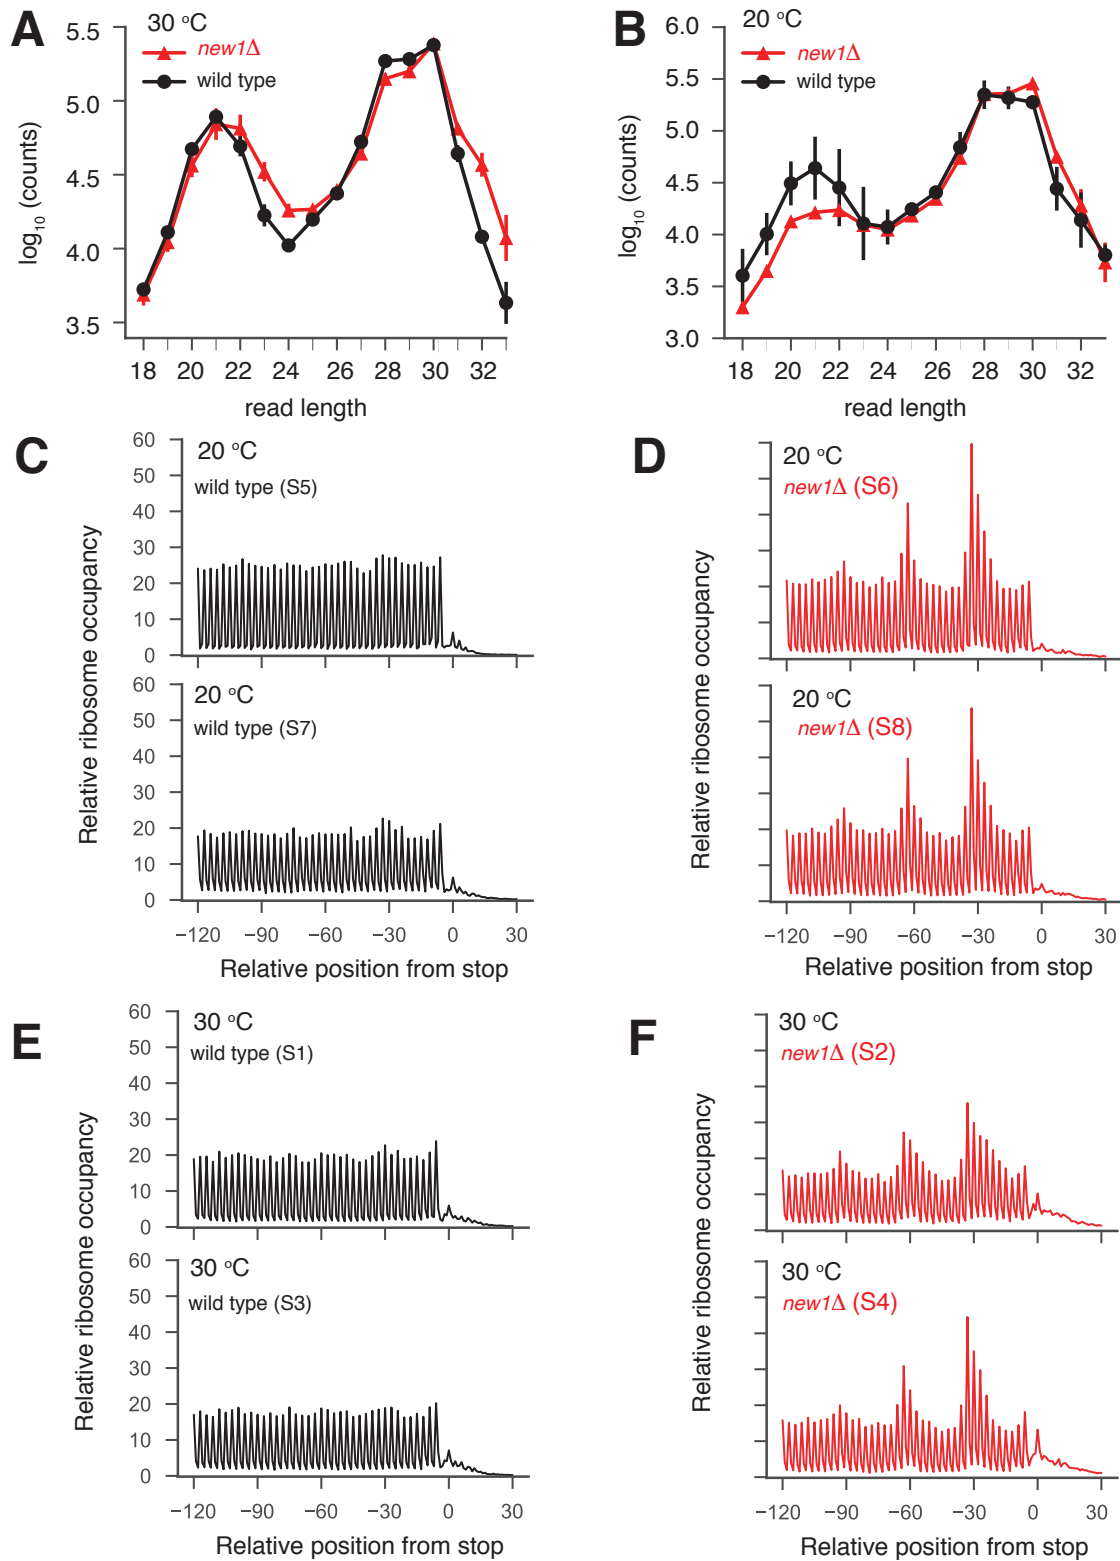 A
30 °C
new1Δ
wild type
5.5
5.0
4.5
4.0
3.5
log₁₀ (counts)
18 20 22 24 26 28 30 32
read length
B
20 °C
new1Δ
wild type
6.0
5.5
5.0
4.5
4.0
3.5
3.0
log₁₀ (counts)
18 20 22 24 26 28 30 32
read length
C
20 °C
wild type (S5)
60
50
40
30
20
10
0
20 °C
wild type (S7)
60
50
40
30
20
10
0
Relative ribosome occupancy
−120 −90 −60 −30 0 30
Relative position from stop
D
20 °C
new1Δ (S6)
20 °C
new1Δ (S8)
Relative ribosome occupancy
−120 −90 −60 −30 0 30
Relative position from stop
E
30 °C
wild type (S1)
60
50
40
30
20
10
0
30 °C
wild type (S3)
60
50
40
30
20
10
0
Relative ribosome occupancy
−120 −90 −60 −30 0 30
Relative position from stop
F
30 °C
new1Δ (S2)
30 °C
new1Δ (S4)
Relative ribosome occupancy
−120 −90 −60 −30 0 30
Relative position from stop